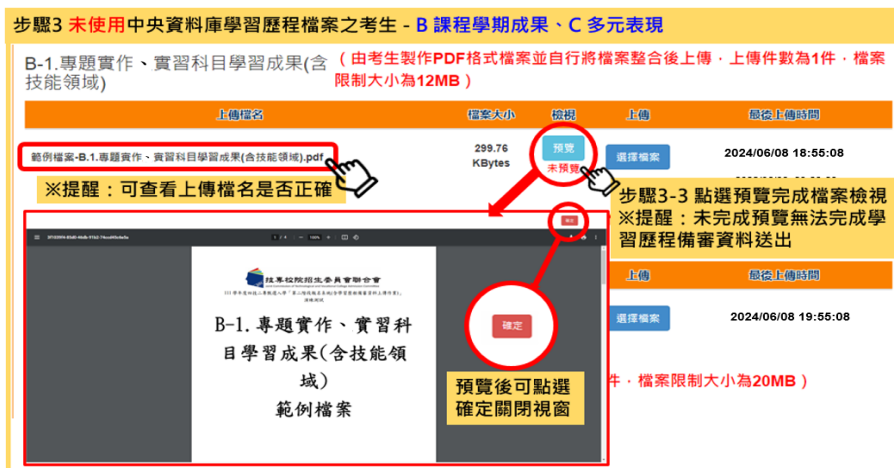 步驟3 未使用中央資料庫學習歷程檔案之考生 - B 課程學期成果、C 多元表現
B-1.專題實作、實習科目學習成果(含技能領域)
（由考生製作PDF格式檔案並自行將檔案整合後上傳，上傳件數為1件，檔案限制大小為12MB）
上傳檔名 檔案大小 檢視 上傳 最後上傳時間
範例檔案-B.1.專題實作、實習科目學習成果(含技能領域).pdf
299.76 KBytes
預覽
未預覽
選擇檔案
2024/06/08 18:55:08
※提醒：可查看上傳檔名是否正確
步驟3-3 點選預覽完成檔案檢視
※提醒：未完成預覽無法完成學
習歷程備審資料送出
確定
技專校院招生委員會聯合會
B-1.專題實作、實習科
目學習成果(含技能領
域)
範例檔案
確定
預覽後可點選
確定關閉視窗
上傳 最後上傳時間
選擇檔案
2024/06/08 19:55:08
件，檔案限制大小為20MB）